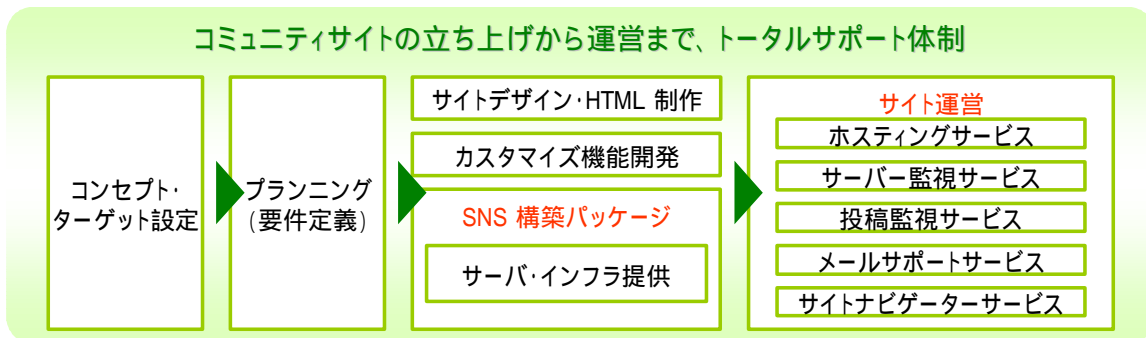 コミュニティサイトの立ち上げから運営まで、トータルサポート体制
コンセプト・
ターゲット設定
プランニング
(要件定義)
サイトデザイン・HTML 制作
カスタマイズ機能開発
SNS 構築パッケージ
サーバ・インフラ提供
サイト運営
ホスティングサービス
サーバー監視サービス
投稿監視サービス
メールサポートサービス
サイトナビゲーターサービス